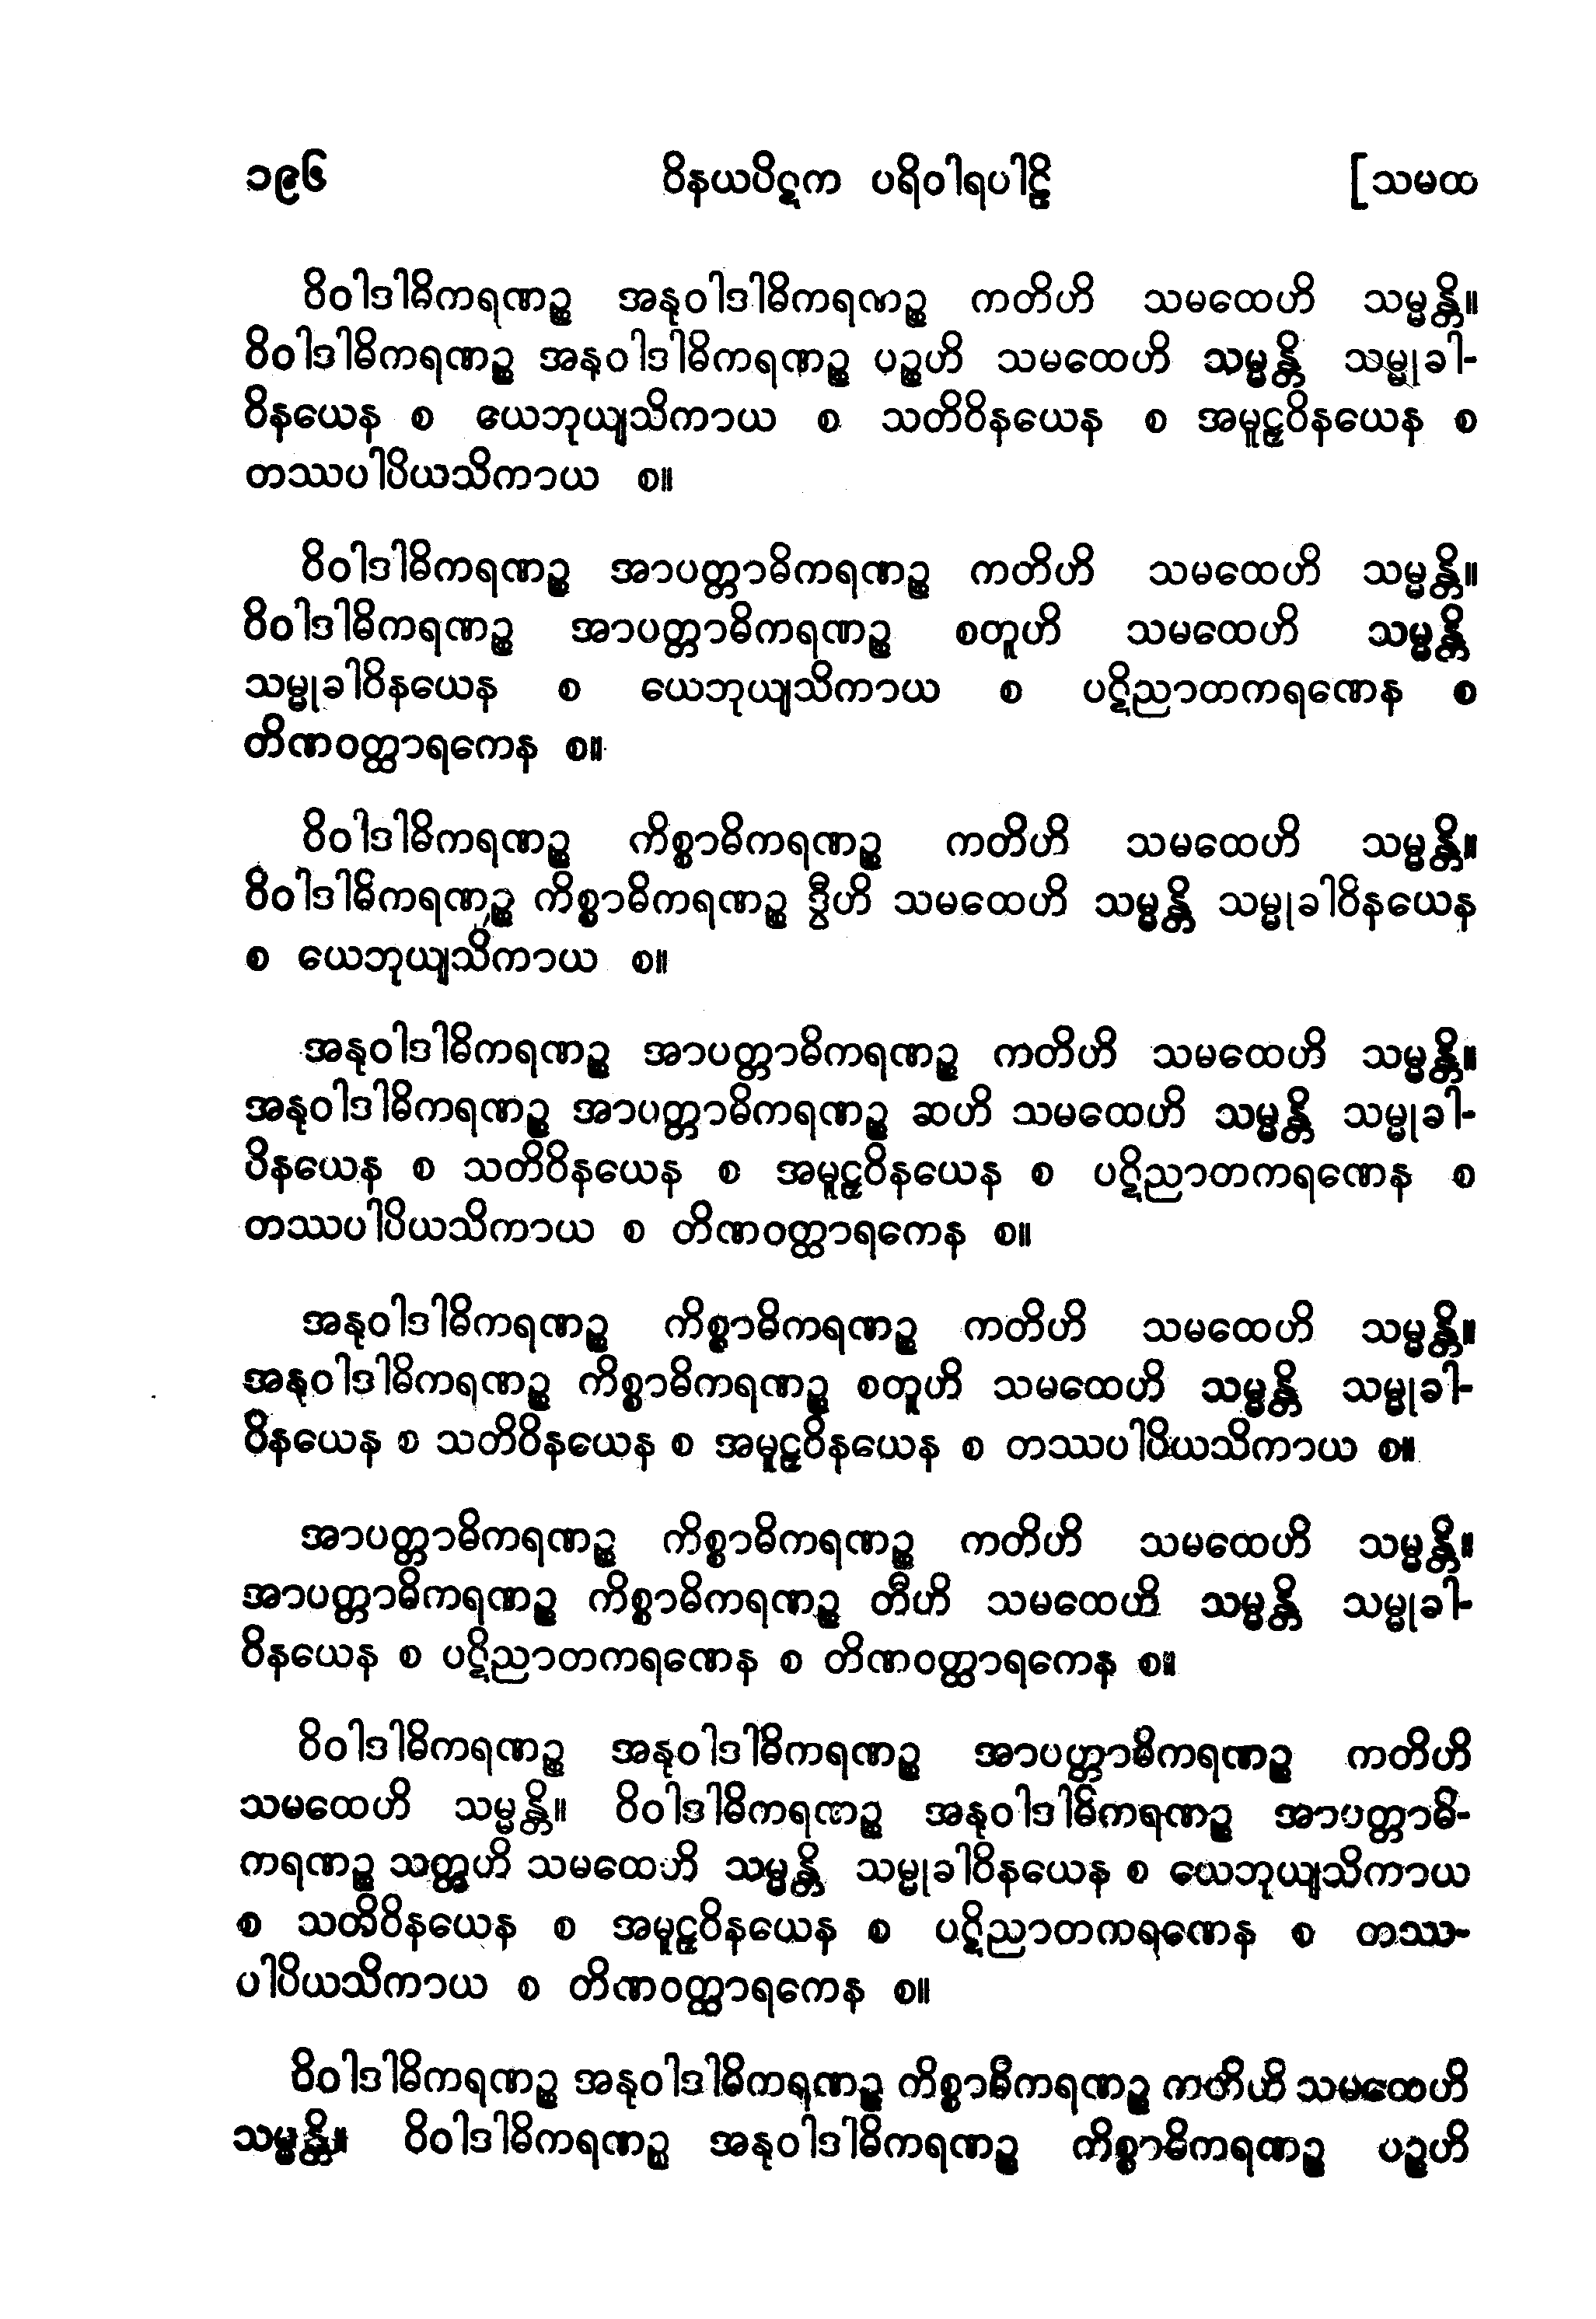 ၁၉၆ ဝိနယပိဋက ပရိဝါရပါဠိ [သမထ
ဝိဝါဒါဓိကရဏဉ္စ အနုဝါဒါဓိကရဏဉ္စ ကတိဟိ သမထေဟိ သမ္မန္တိ။
ဝိဝါဒါဓိကရဏဉ္စ အနုဝါဒါဓိကရဏဉ္စ ပဉ္စဟိ သမထေဟိ သမ္မန္တိ သမ္မုခါ-
ဝိနယေန စ ယေဘုယျသိကာယ စ သတိဝိနယေန စ အမူဠှဝိနယေန စ
တဿပါပိယသိကာယ စ။
ဝိဝါဒါဓိကရဏဉ္စ အာပတ္တာဓိကရဏဉ္စ ကတိဟိ သမထေဟိ သမ္မန္တိ။
ဝိဝါဒါဓိကရဏဉ္စ အာပတ္တာဓိကရဏဉ္စ စတူဟိ သမထေဟိ သမ္မန္တိ
သမ္မုခါဝိနယေန စ ယေဘုယျသိကာယ စ ပဋိညာတကရဏေန စ
တိဏဝတ္ထာရကေန စ။
ဝိဝါဒါဓိကရဏဉ္စ ကိစ္စာဓိကရဏဉ္စ ကတိဟိ သမထေဟိ သမ္မန္တိ။
ဝိဝါဒါဓိကရဏဉ္စ ကိစ္စာဓိကရဏဉ္စ ဒွီဟိ သမထေဟိ သမ္မန္တိ သမ္မုခါဝိနယေန
စ ယေဘုယျသိကာယ စ။
အနုဝါဒါဓိကရဏဉ္စ အာပတ္တာဓိကရဏဉ္စ ကတိဟိ သမထေဟိ သမ္မန္တိ။
အနုဝါဒါဓိကရဏဉ္စ အာပတ္တာဓိကရဏဉ္စ ဆဟိ သမထေဟိ သမ္မန္တိ သမ္မုခါ-
ဝိနယေန စ သတိဝိနယေန စ အမူဠှဝိနယေန စ ပဋိညာတကရဏေန စ
တဿပါပိယသိကာယ စ တိဏဝတ္ထာရကေန စ။
အနုဝါဒါဓိကရဏဉ္စ ကိစ္စာဓိကရဏဉ္စ ကတိဟိ သမထေဟိ သမ္မန္တိ။
အနုဝါဒါဓိကရဏဉ္စ ကိစ္စာဓိကရဏဉ္စ စတူဟိ သမထေဟိ သမ္မန္တိ သမ္မုခါ-
ဝိနယေန စ သတိဝိနယေန စ အမူဠှဝိနယေန စ တဿပါပိယသိကာယ စ။
အာပတ္တာဓိကရဏဉ္စ ကိစ္စာဓိကရဏဉ္စ ကတိဟိ သမထေဟိ သမ္မန္တိ။
အာပတ္တာဓိကရဏဉ္စ ကိစ္စာဓိကရဏဉ္စ တီဟိ သမထေဟိ သမ္မန္တိ သမ္မုခါ-
ဝိနယေန စ ပဋိညာတကရဏေန စ တိဏဝတ္ထာရကေန စ။
ဝိဝါဒါဓိကရဏဉ္စ အနုဝါဒါဓိကရဏဉ္စ အာပတ္တာဓိကရဏဉ္စ ကတိဟိ
သမထေဟိ သမ္မန္တိ။ ဝိဝါဒါဓိကရဏဉ္စ အနုဝါဒါဓိကရဏဉ္စ အာပတ္တာဓိ-
ကရဏဉ္စ သတ္တဟိ သမထေဟိ သမ္မန္တိ သမ္မုခါဝိနယေန စ ယေဘုယျသိကာယ
စ သတိဝိနယေန စ အမူဠှဝိနယေန စ ပဋိညာတကရဏေန စ တဿ-
ပါပိယသိကာယ စ တိဏဝတ္ထာရကေန စ။
ဝိဝါဒါဓိကရဏဉ္စ အနုဝါဒါဓိကရဏဉ္စ ကိစ္စာဓိကရဏဉ္စ ကတိဟိ သမထေဟိ
သမ္မန္တိ။ ဝိဝါဒါဓိကရဏဉ္စ အနုဝါဒါဓိကရဏဉ္စ ကိစ္စာဓိကရဏဉ္စ ပဉ္စဟိ